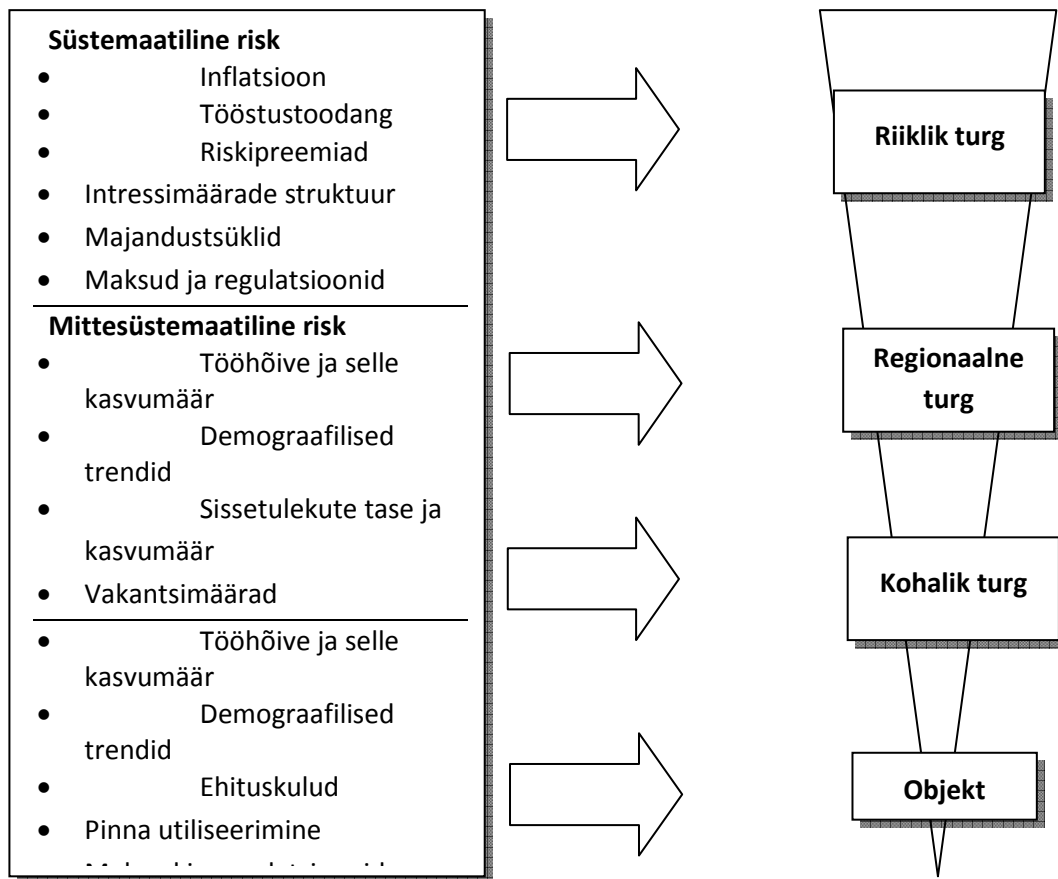 Süstemaatiline risk
• Inflatsioon
• Tööstustoodang
• Riskipreemiad
• Intressimäärade struktuur
• Majandustsüklid
• Maksud ja regulatsioonid
Mittesüstemaatiline risk
• Tööhõive ja selle
kasvumäär
• Demograafilised
trendid
• Sissetulekute tase ja
kasvumäär
• Vakantsimäärad
• Tööhõive ja selle
kasvumäär
• Demograafilised
trendid
• Ehituskulud
• Pinna utiliseerimine
Riiklik turg
Regionaalne
turg
Kohalik turg
Objekt